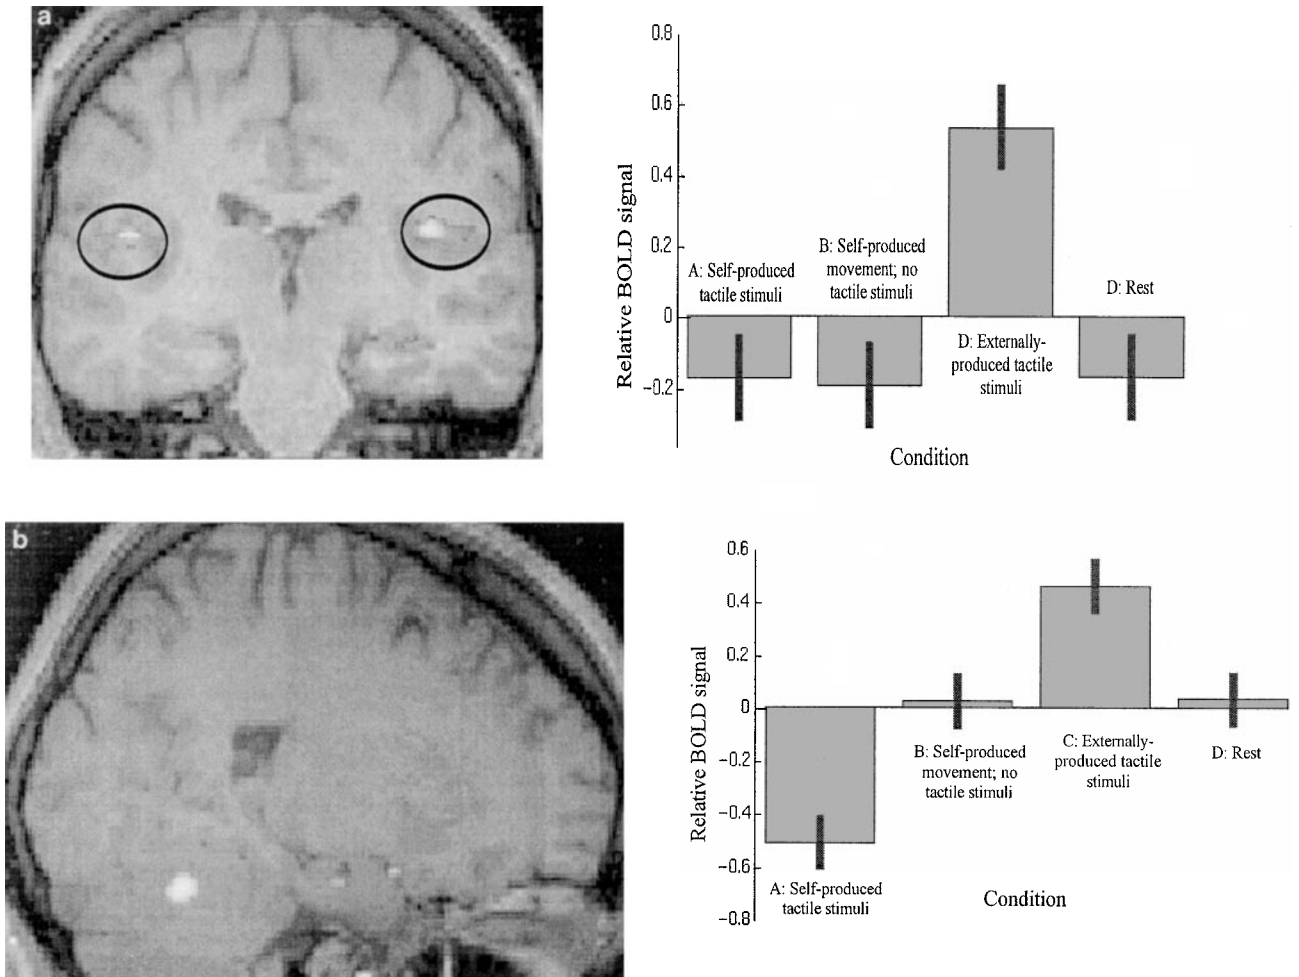 a
0.8
0.6
0.4
0.2
0
−0.2
Relative BOLD signal
A: Self-produced
tactile stimuli
B: Self-produced
movement; no
tactile stimuli
D: Externally-
produced tactile
stimuli
D: Rest
Condition
b
0.6
0.4
0.2
0
−0.2
−0.4
−0.6
−0.8
Relative BOLD signal
A: Self-produced
tactile stimuli
B: Self-produced
movement; no
tactile stimuli
C: Externally-
produced tactile
stimuli
D: Rest
Condition